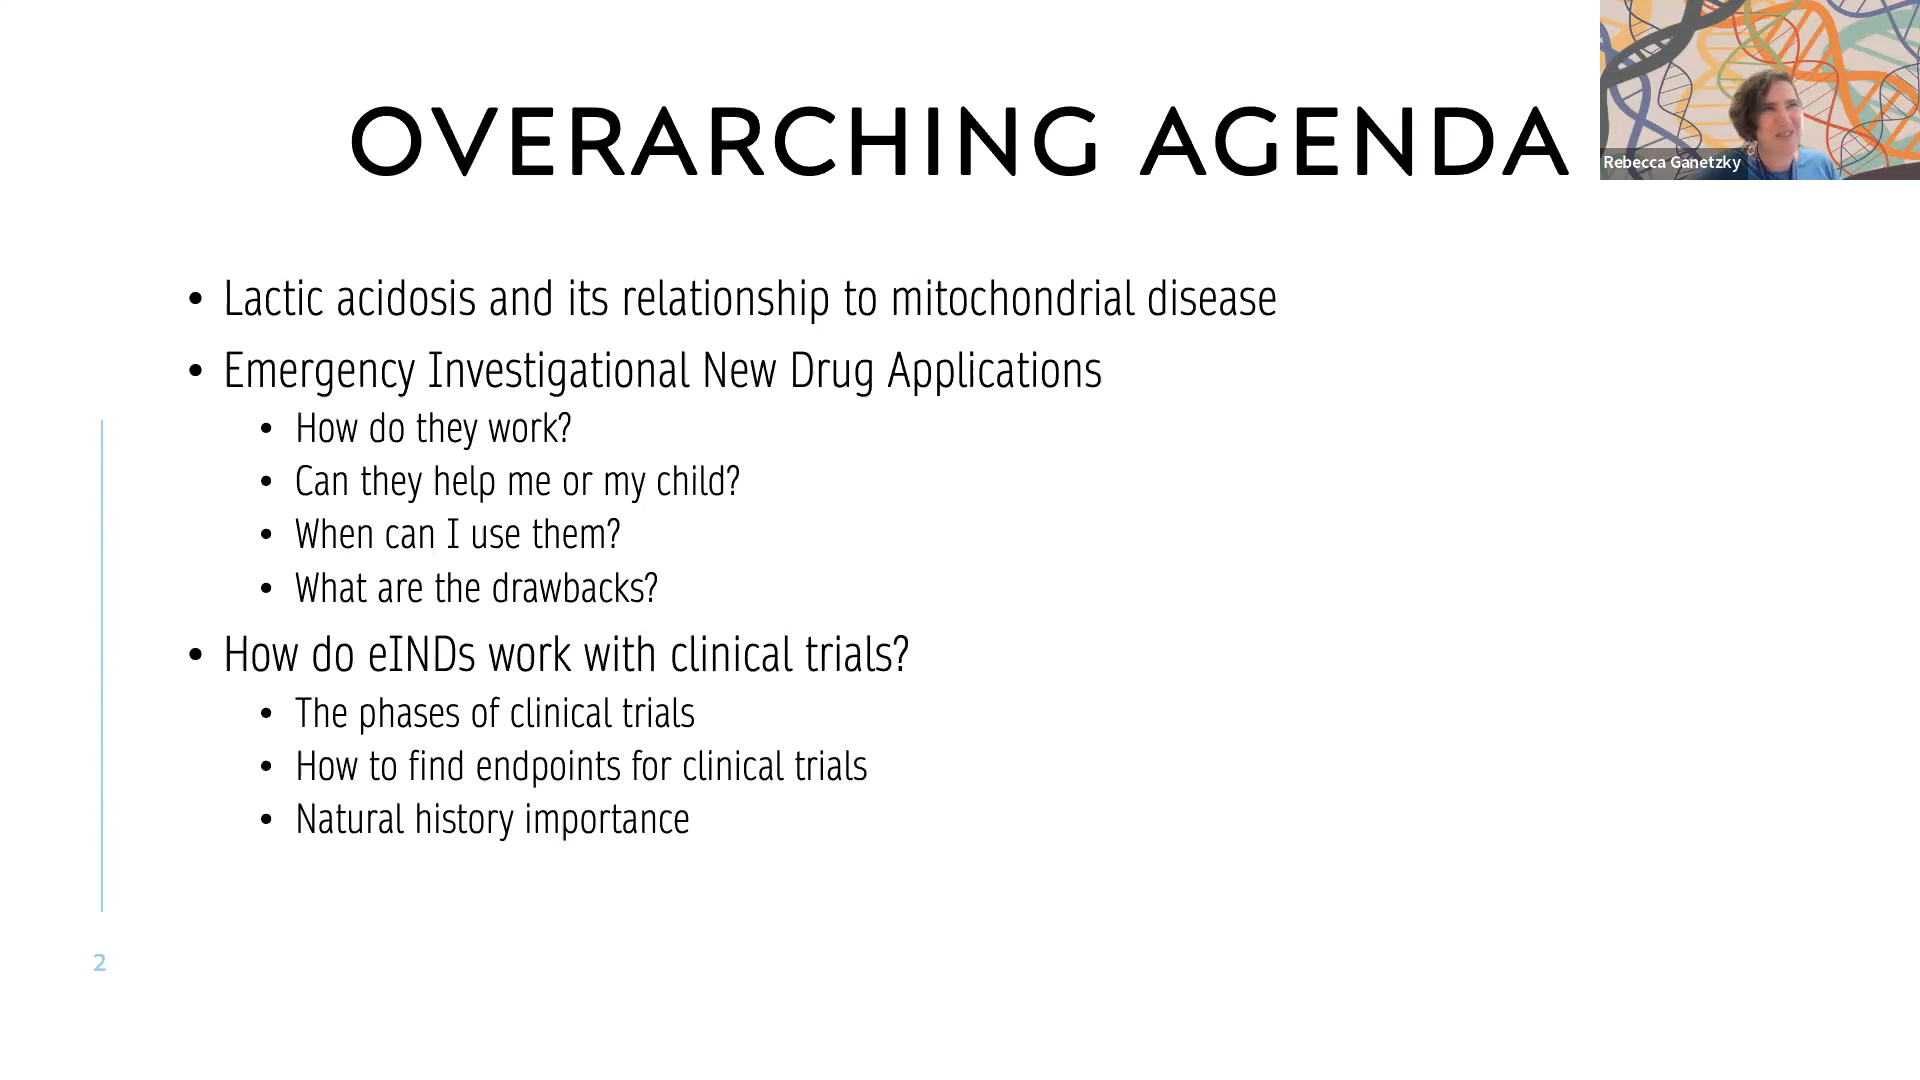 OVERARCHING AGENDA
Rebecca Ganetzky
• Lactic acidosis and its relationship to mitochondrial disease
• Emergency Investigational New Drug Applications
• How do they work?
• Can they help me or my child?
• When can I use them?
• What are the drawbacks?
• How do eINDs work with clinical trials?
• The phases of clinical trials
• How to find endpoints for clinical trials
• Natural history importance
2